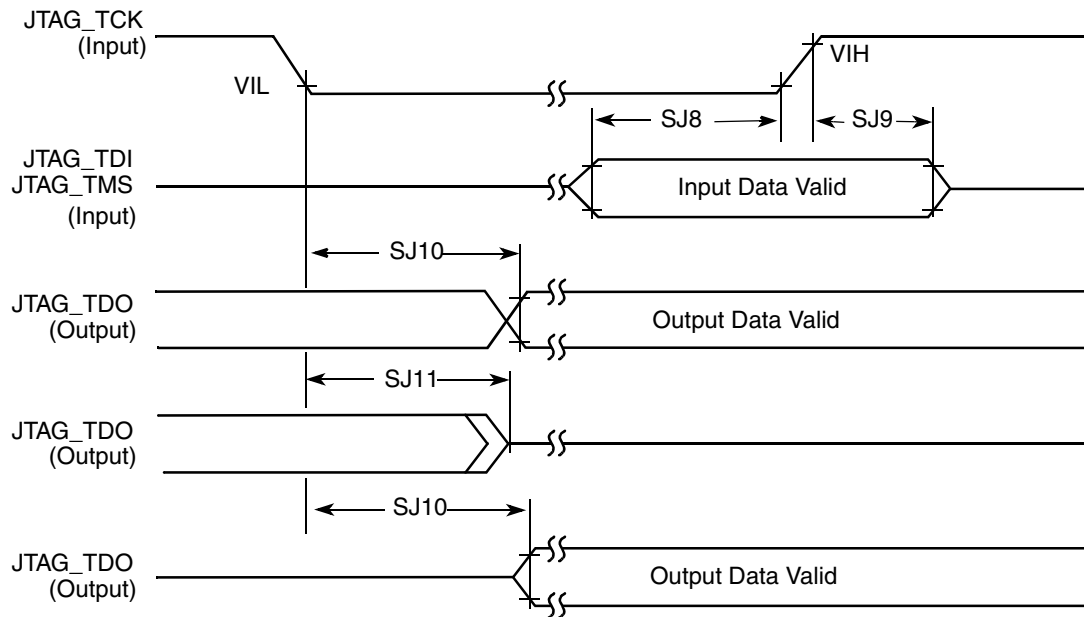 JTAG_TCK
(Input)
VIH
VIL
SJ8
SJ9
JTAG_TDI
JTAG_TMS
(Input)
Input Data Valid
SJ10
JTAG_TDO
(Output)
Output Data Valid
SJ11
JTAG_TDO
(Output)
SJ10
JTAG_TDO
(Output)
Output Data Valid